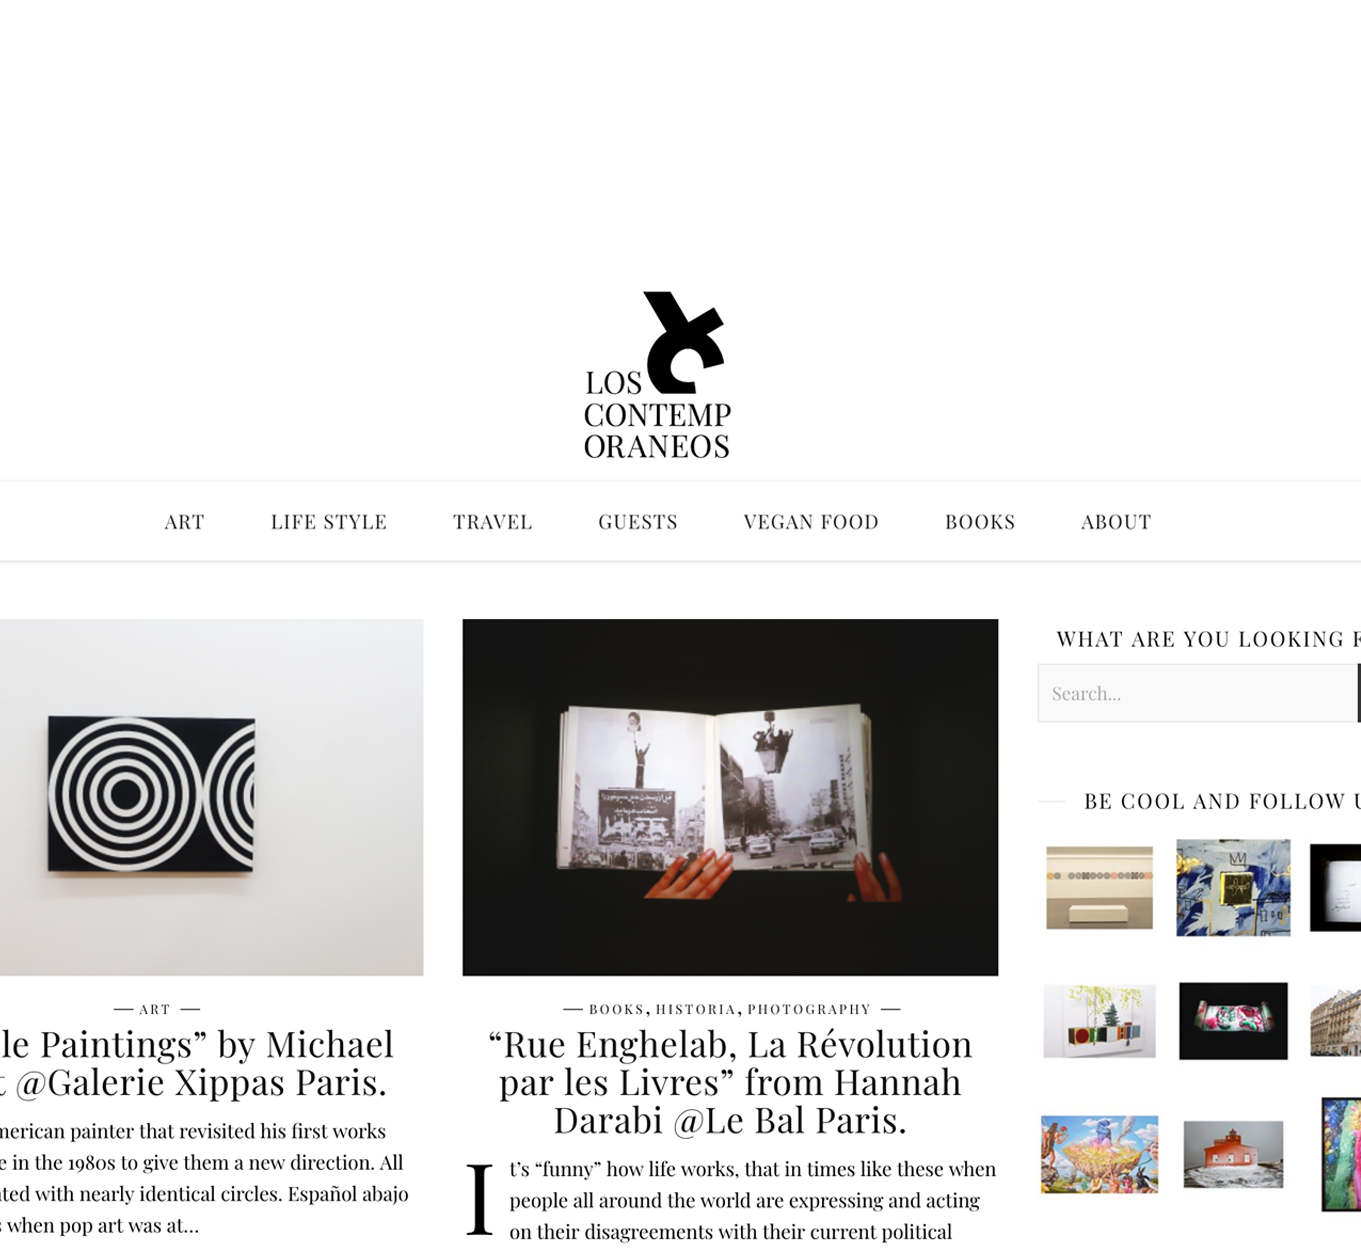 LOS
CONTEMP
ORANEOS
ART
LIFE STYLE
TRAVEL
GUESTS
VEGAN FOOD
BOOKS
ABOUT
— ART —
le Paintings” by Michael
@Galerie Xippas Paris.
merican painter that revisited his first works
e in the 1980s to give them a new direction. All
ated with nearly identical circles. Español abajo
s when pop art was at...
— BOOKS, HISTORIA, PHOTOGRAPHY —
“Rue Enghelab, La Révolution
par les Livres” from Hannah
Darabi @Le Bal Paris.
It’s “funny” how life works, that in times like these when
people all around the world are expressing and acting
on their disagreements with their current political
WHAT ARE YOU LOOKING F
Search...
BE COOL AND FOLLOW U